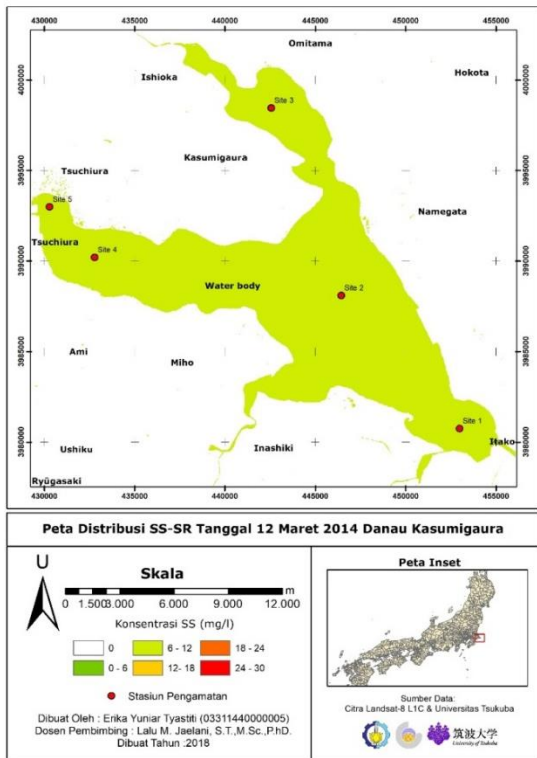 430000 435000 440000 445000 450000 455000
Omitama
4000000 4000000
Ishioka
Hokota
Site 3
Kasumigaura
3995000 3995000
Tsuchiura
Site 5
Namegata
Tsuchiura
Site 4
3990000 3990000
Water body
Site 2
3985000 3985000
Ami
Miho
Site 1
3980000 3980000
Itako
Ushiku
Inashiki
Ryūgasaki
430000 435000 440000 445000 450000 455000
Peta Distribusi SS-SR Tanggal 12 Maret 2014 Danau Kasumigaura
U
Skala
m
0 1.500 3.000 6.000 9.000 12.000
Konsentrasi SS (mg/l)
0 6 - 12 18 - 24
0 - 6 12- 18 24 - 30
Stasiun Pengamatan
Dibuat Oleh : Erika Yuniar Tyastiti (03311440000005)
Dosen Pembimbing : Lalu M. Jaelani, S.T.,M.Sc.,P.hD.
Dibuat Tahun :2018
Peta Inset
Sumber Data:
Citra Landsat-8 L1C & Universitas Tsukuba
筑波大学
University of Tsukuba